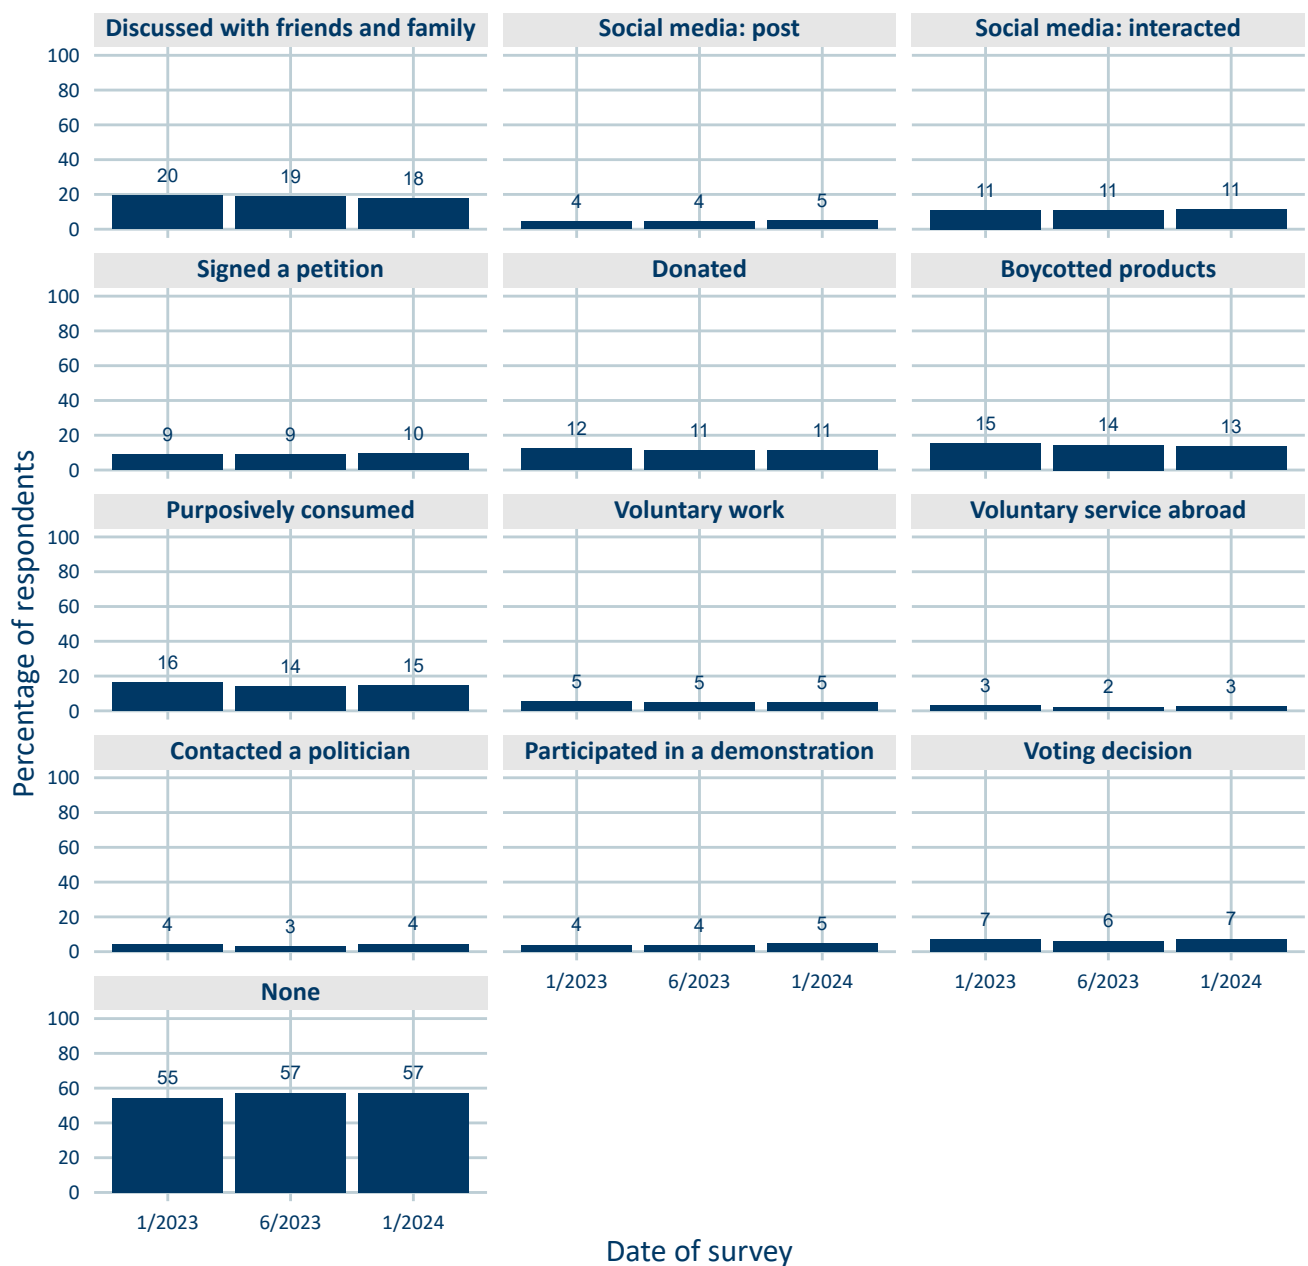 Discussed with friends and family
Social media: post
Social media: interacted
100
80
60
40
20
0
20 19 18
4 4 5
11 11 11
Signed a petition
Donated
Boycotted products
100
80
60
40
20
0
9 9 10
12 11 11
15 14 13
Purposively consumed
Voluntary work
Voluntary service abroad
100
80
60
40
20
0
16 14 15
5 5 5
3 2 3
Contacted a politician
Participated in a demonstration
Voting decision
100
80
60
40
20
0
4 3 4
4 4 5
7 6 7
1/2023 6/2023 1/2024
1/2023 6/2023 1/2024
None
100
80
60
40
20
0
55 57 57
1/2023 6/2023 1/2024
Percentage of respondents
Date of survey